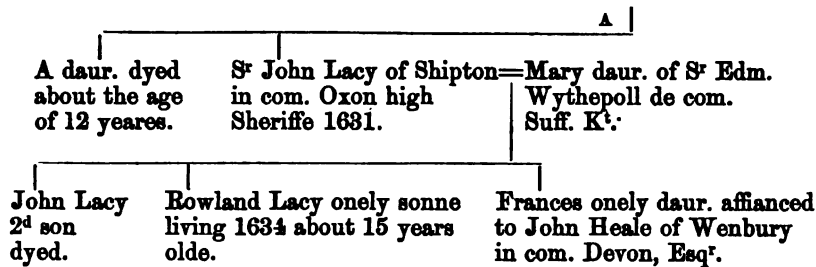 A
A daur. dyed
about the age
of 12 yeares.
Sʳ John Lacy of Shipton=Mary daur. of Sʳ Edm.
in com. Oxon high
Sheriffe 1631.
Wythepoll de com.
Suff. Kᵗ.
John Lacy
2ᵈ son
dyed.
Rowland Lacy onely sonne
living 1634 about 15 years
olde.
Frances onely daur. affianced
to John Heale of Wenbury
in com. Devon, Esqʳ.